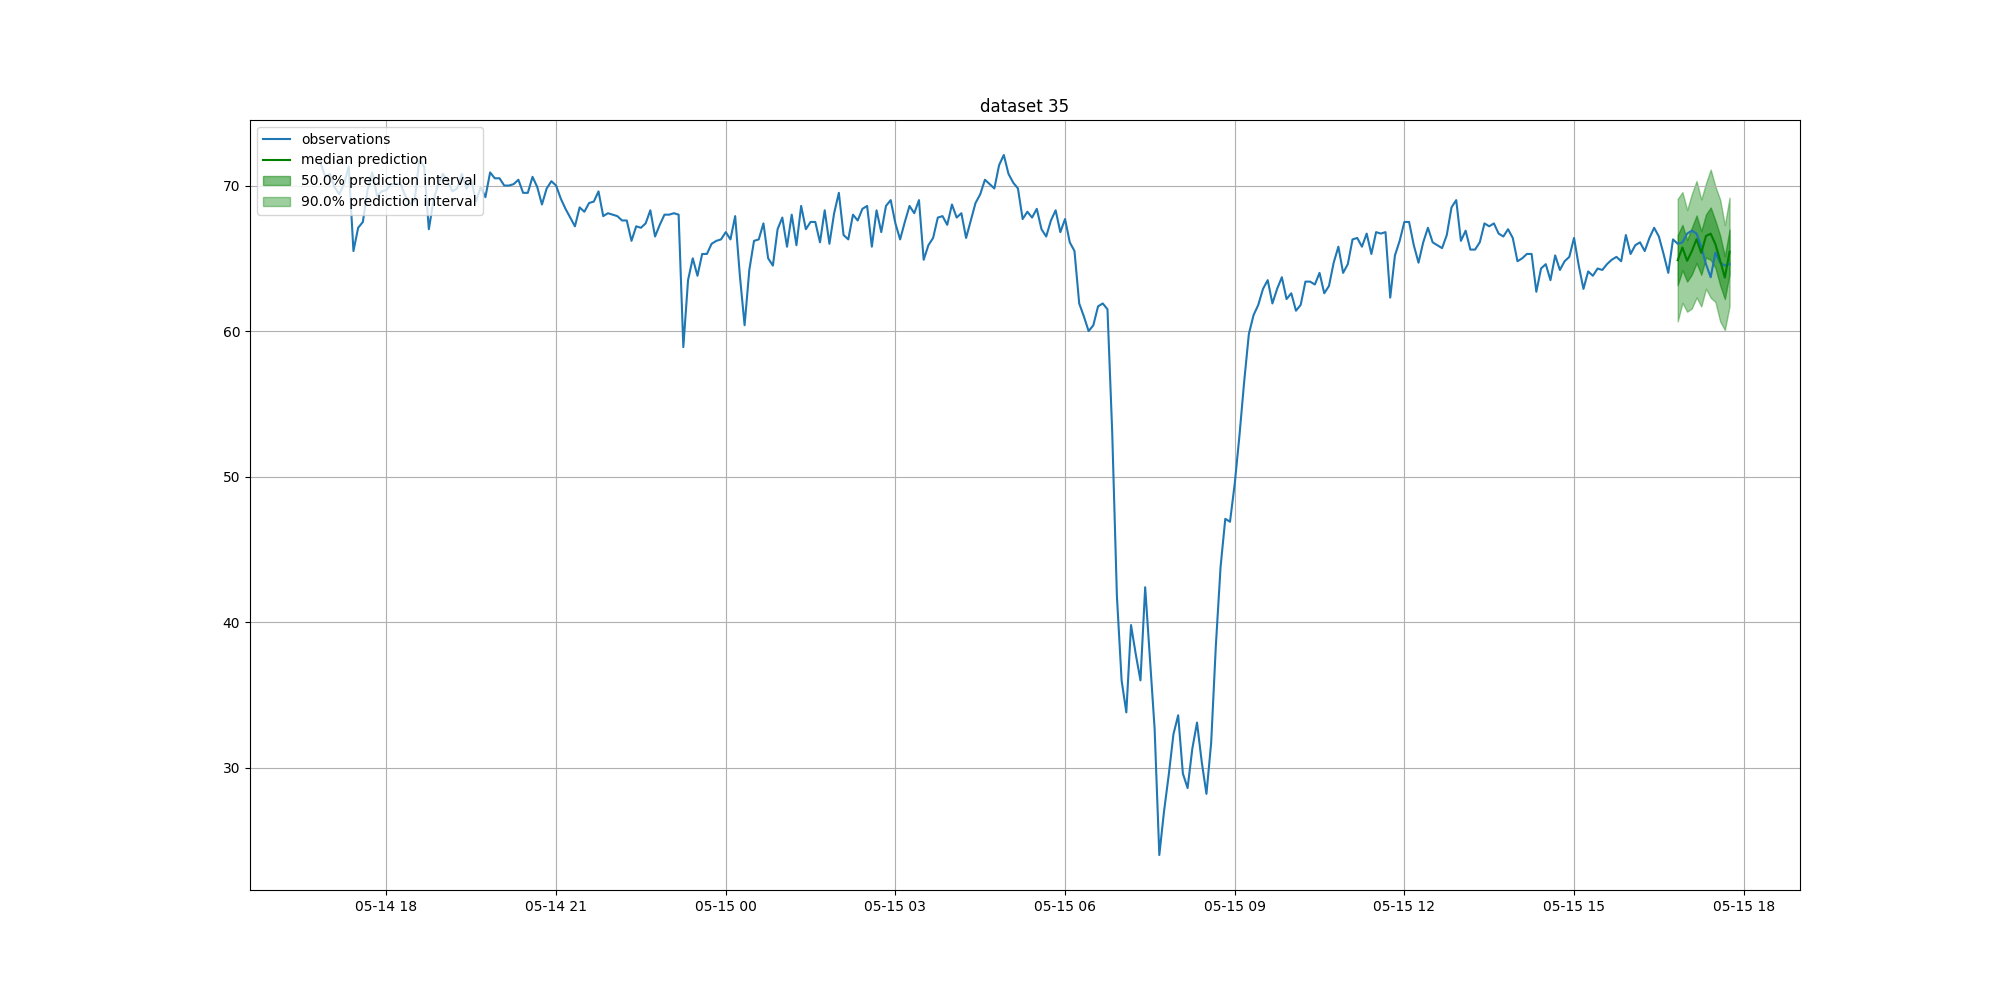 dataset 35
observations
median prediction
50.0% prediction interval
90.0% prediction interval
70
60
50
40
30
05-14 18
05-14 21
05-15 00
05-15 03
05-15 06
05-15 09
05-15 12
05-15 15
05-15 18